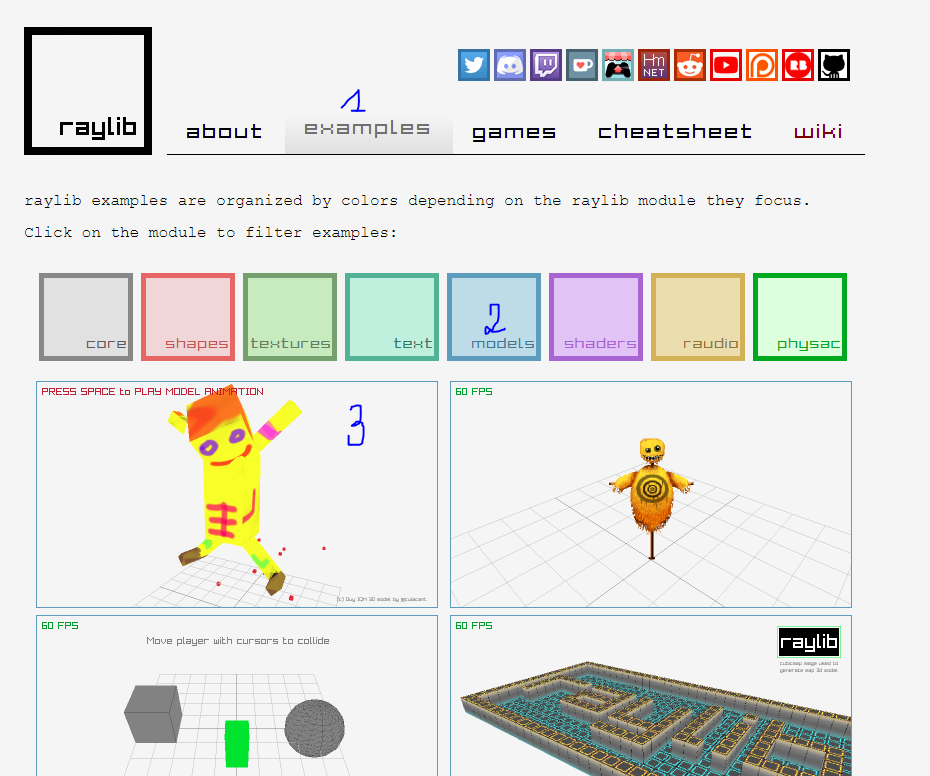 raylib
1
about examples games cheatsheet wiki
Hm
NET
raylib examples are organized by colors depending on the raylib module they focus.
Click on the module to filter examples:
2
core shapes textures text models shaders raudio physac
PRESS SPACE to PLAY MODEL ANIMATION
3
(c) Guy IQM 3D model by @culacant
60 FPS
60 FPS
Move player with cursors to collide
60 FPS
raylib
cubicmap image used to
generate map 3d model